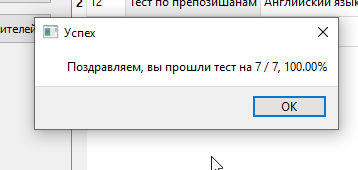 2 12 Тест по препозишанам Английский язык
ителей
Успех
Поздравляем, вы прошли тест на 7 / 7, 100.00%
OK